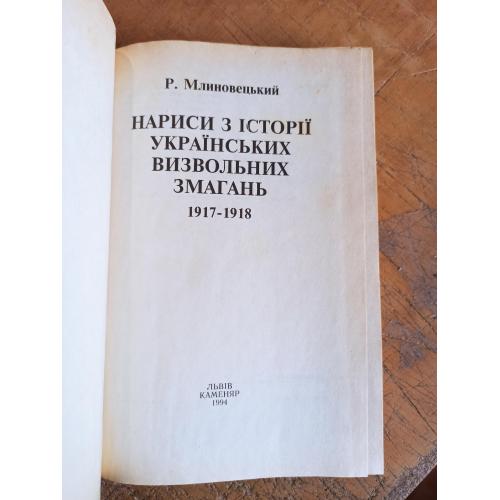 Р. Млиновецький
НАРИСИ З ІСТОРІЇ
УКРАЇНСЬКИХ
ВИЗВОЛЬНИХ
ЗМАГАНЬ
1917-1918
ЛЬВІВ
КАМЕНЯР
1994